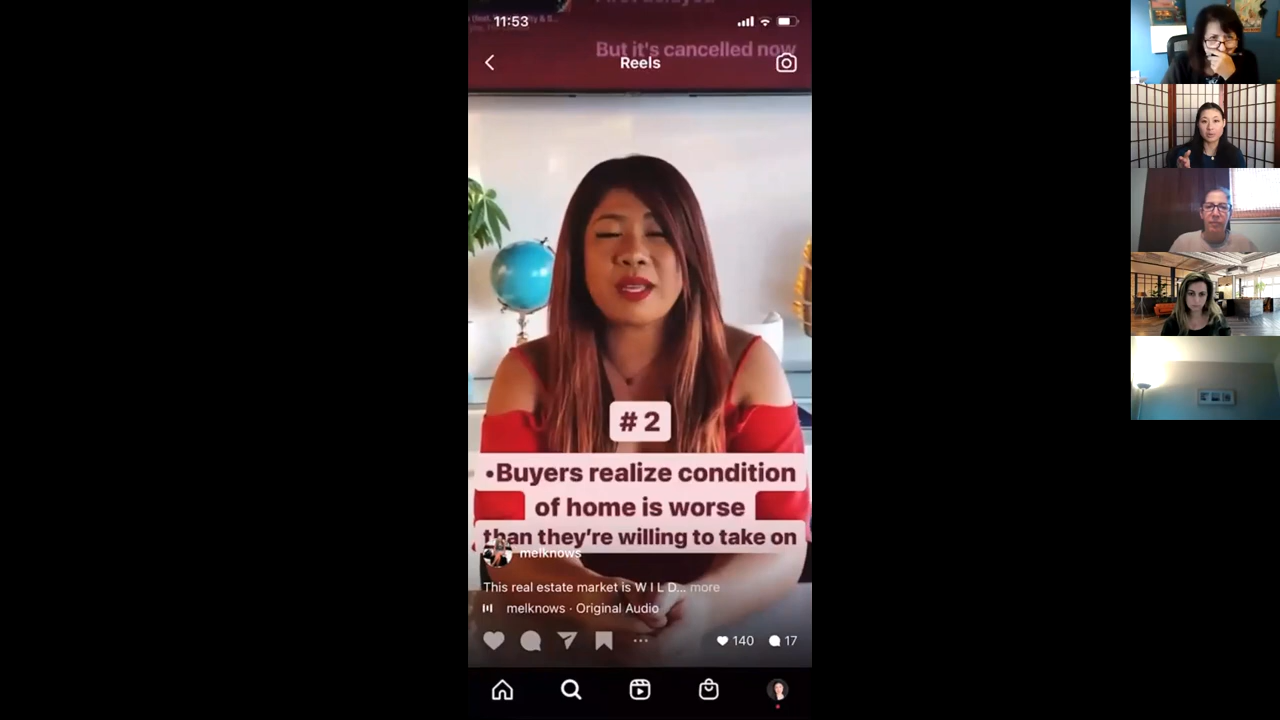 11:53
But it's cancelled now
Reels
# 2
•Buyers realize condition
of home is worse
than they're willing to take on
melknows
This real estate market is W I L D... more
melknows · Original Audio
140
17